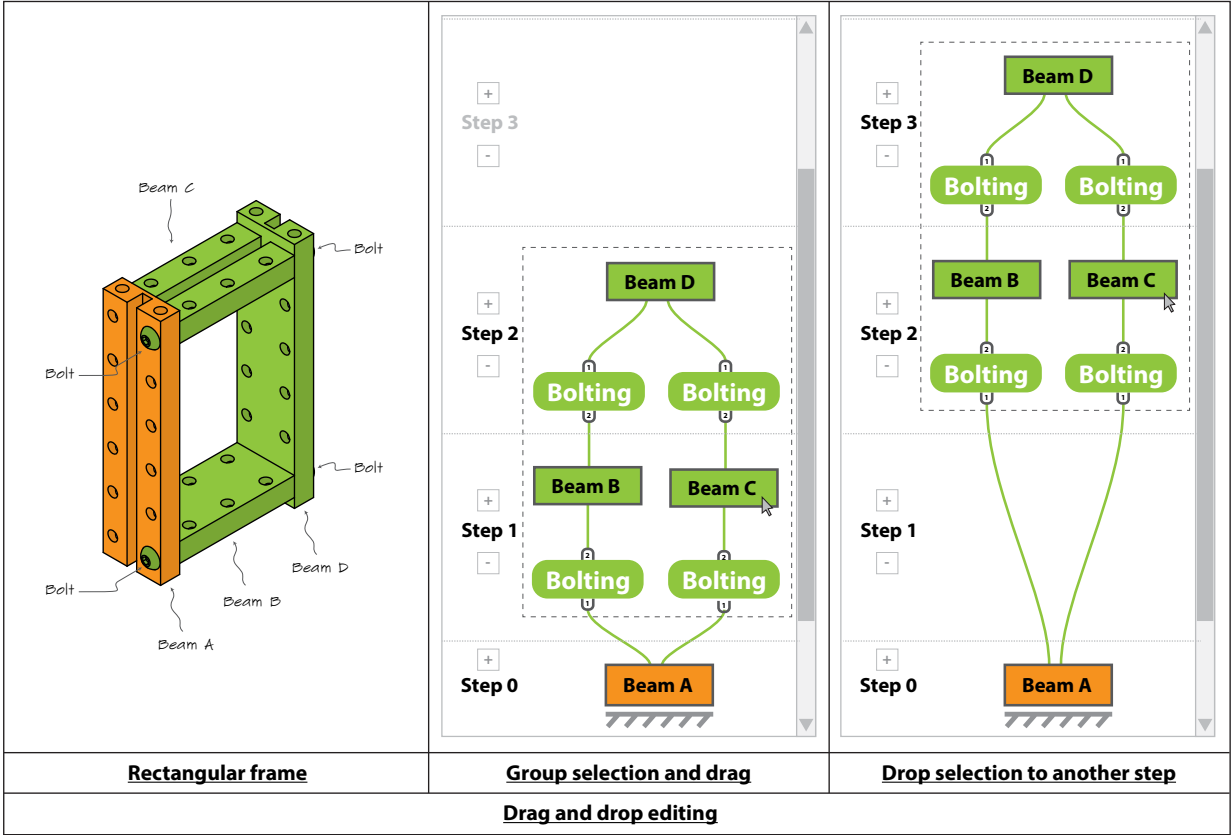 Beam C
Bolt
Bolt
Bolt
Bolt
Beam D
Beam B
Beam A
+
Step 3
-
+
Step 2
-
+
Step 1
-
+
Step 0
Beam D
1
1
Bolting
Bolting
2
2
Beam B
Beam C
2
2
Bolting
Bolting
1
1
Beam A
+
Step 3
-
+
Step 2
-
+
Step 1
-
+
Step 0
Beam D
1
1
Bolting
Bolting
2
2
Beam B
Beam C
2
2
Bolting
Bolting
1
1
Beam A
Rectangular frame
Group selection and drag
Drop selection to another step
Drag and drop editing